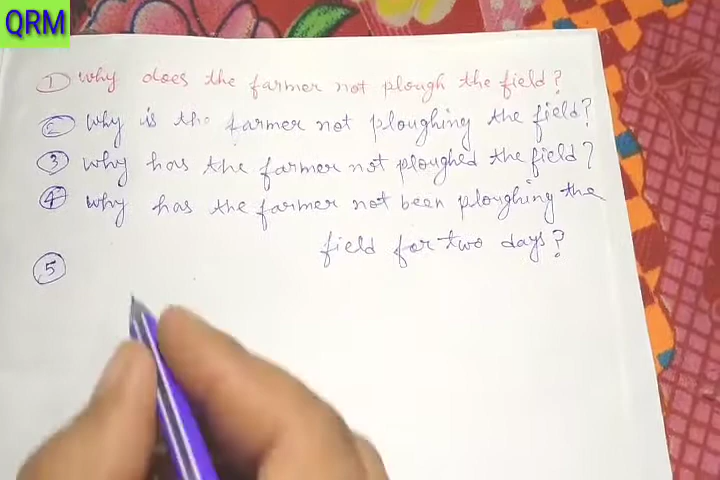 QRM
1 why does the farmer not plough the field?
2 why is the farmer not ploughing the field?
3 why has the farmer not ploughed the field?
4 why has the farmer not been ploughing the
field for two days?
5